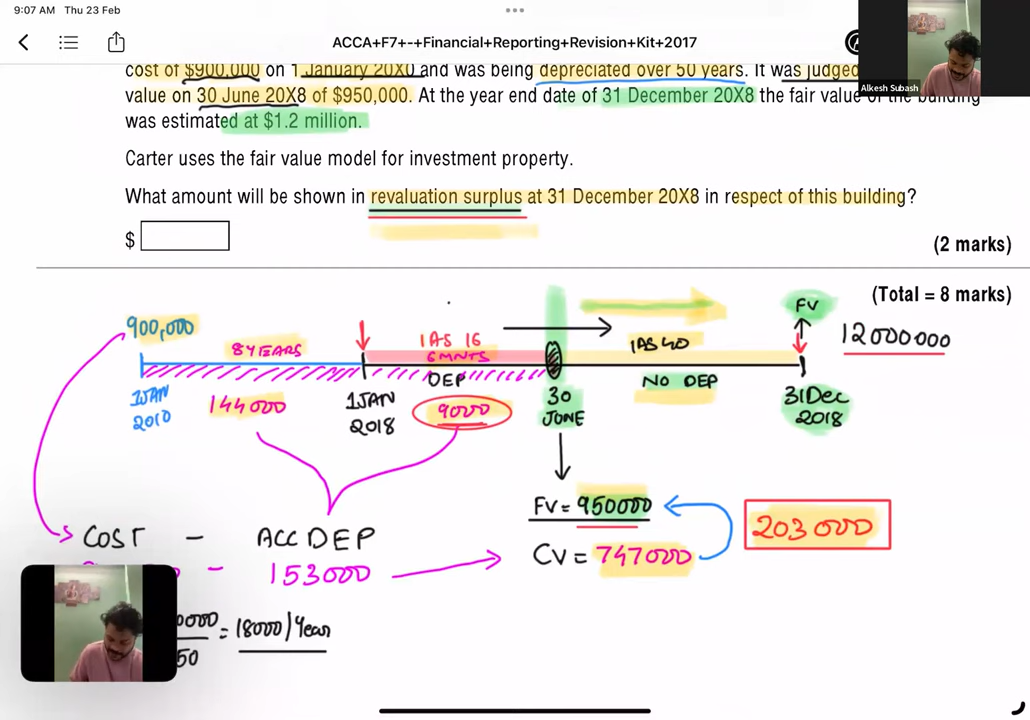 9:07 AM Thu 23 Feb
ACCA+F7+-+Financial+Reporting+Revision+Kit+2017
cost of $900,000 on 1 January 20X0 and was being depreciated over 50 years. It was judged
Alkesh Subash
value on 30 June 20X8 of $950,000. At the year end date of 31 December 20X8 the fair value of the building
was estimated at $1.2 million.
Carter uses the fair value model for investment property.
What amount will be shown in revaluation surplus at 31 December 20X8 in respect of this building?
$
(2 marks)
(Total = 8 marks)
900,000
8 YEARS
IAS 16
6 MNTS
IAS 40
FV
12000000
1JAN
2010
144000
1JAN
2018
DEP
9000
30
JUNE
NO DEP
31Dec
2018
FV = 950000
203000
COST - ACC DEP
CV = 747000
- 153000
= 18000/Year
50